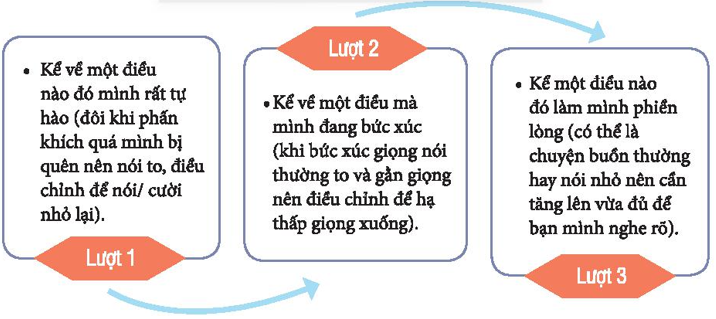 • Kể về một điều
nào đó mình rất tự
hào (đôi khi phấn
khích quá mình bị
quên nên nói to, điều
chỉnh để nói/ cười
nhỏ lại).
Lượt 1
Lượt 2
• Kể về một điều mà
mình đang bức xúc
(khi bức xúc giọng nói
thường to và gằn giọng
nên điều chỉnh để hạ
thấp giọng xuống).
• Kể một điều nào
đó làm mình phiền
lòng (có thể là
chuyện buồn thường
hay nói nhỏ nên cần
tăng lên vừa đủ để
bạn mình nghe rõ).
Lượt 3